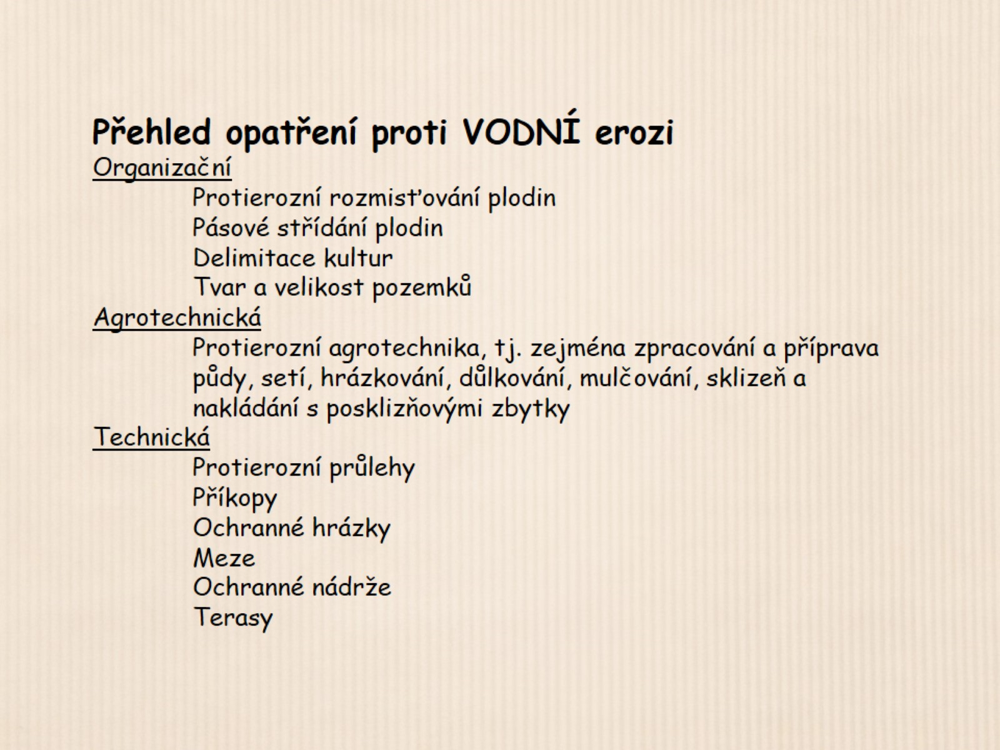 Přehled opatření proti VODNÍ erozi
Organizační
Protierozní rozmisťování plodin
Pásové střídání plodin
Delimitace kultur
Tvar a velikost pozemků
Agrotechnická
Protierozní agrotechnika, tj. zejména zpracování a příprava
půdy, setí, hrázkování, důlkování, mulčování, sklizeň a
nakládání s posklizňovými zbytky
Technická
Protierozní průlehy
Příkopy
Ochranné hrázky
Meze
Ochranné nádrže
Terasy